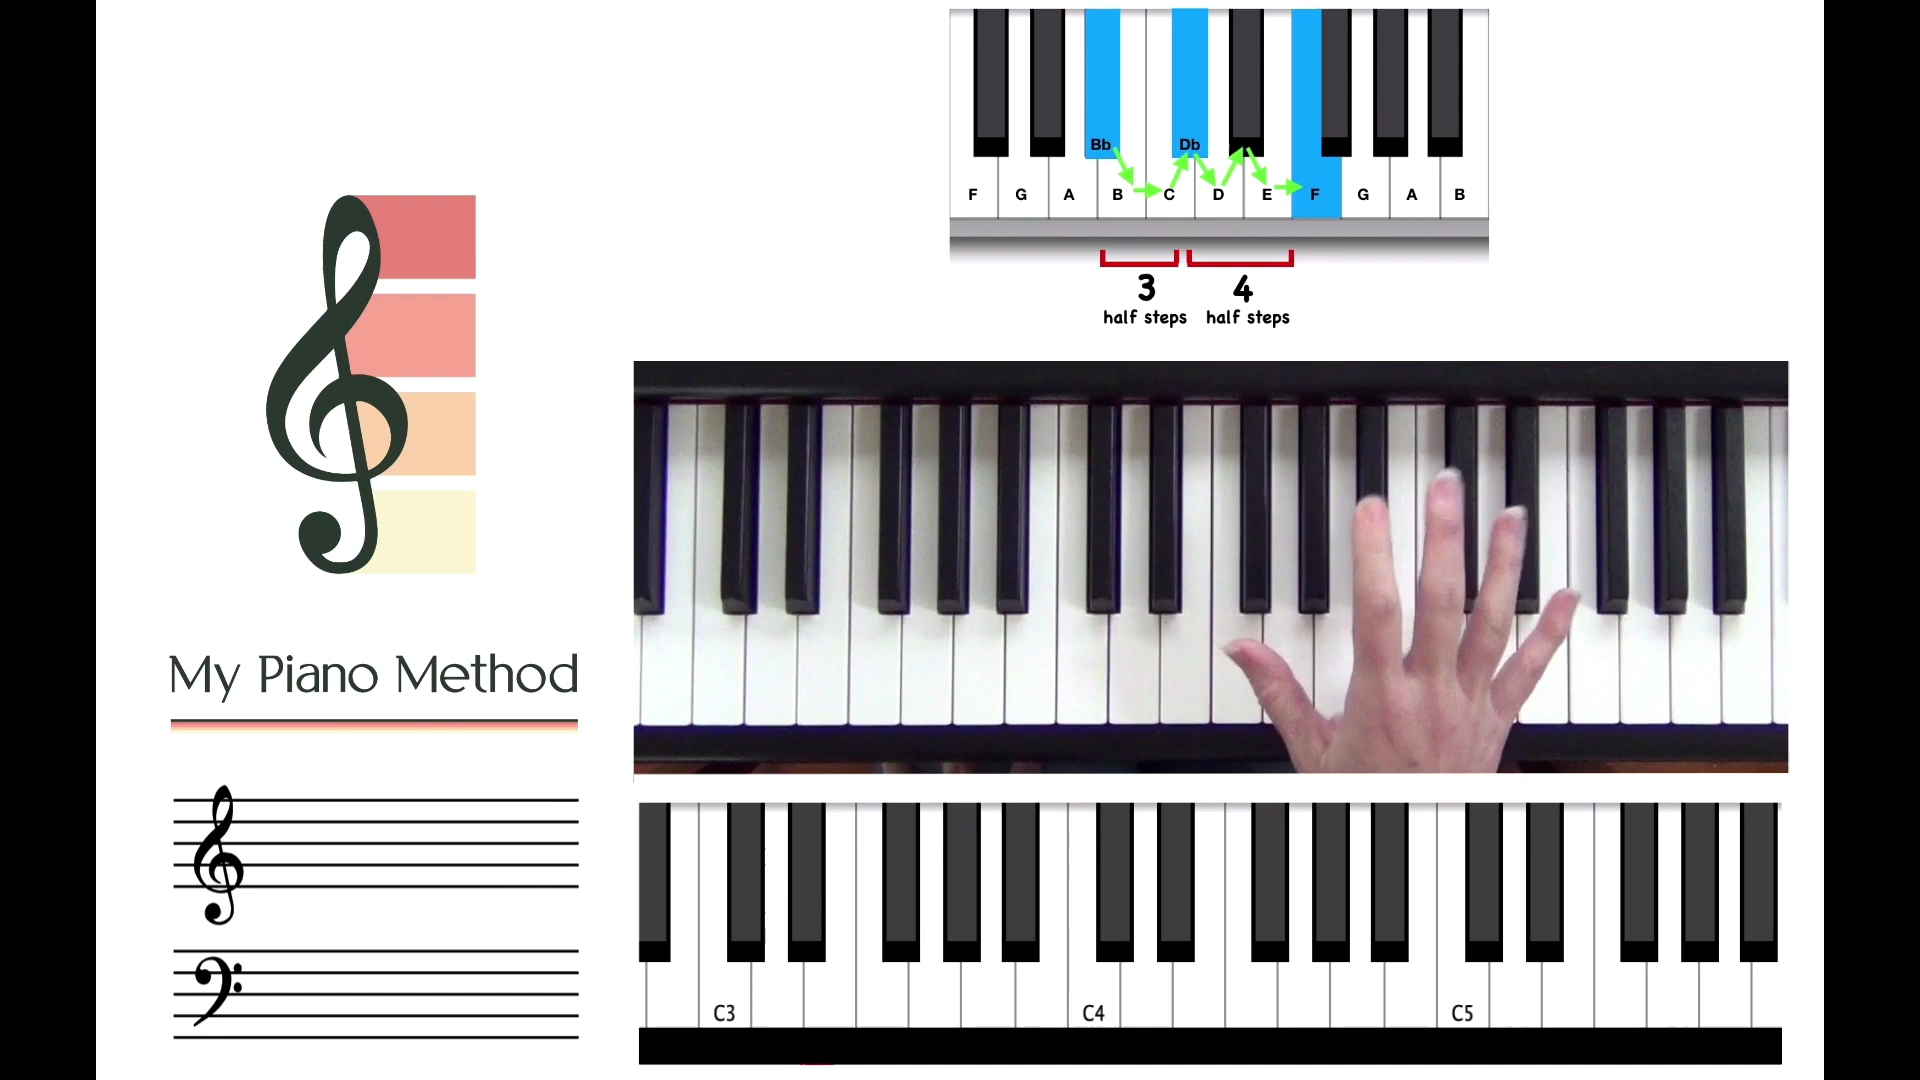 Bb Db
F G A B C D E F G A B
3 4
half steps half steps
My Piano Method
C3 C4 C5